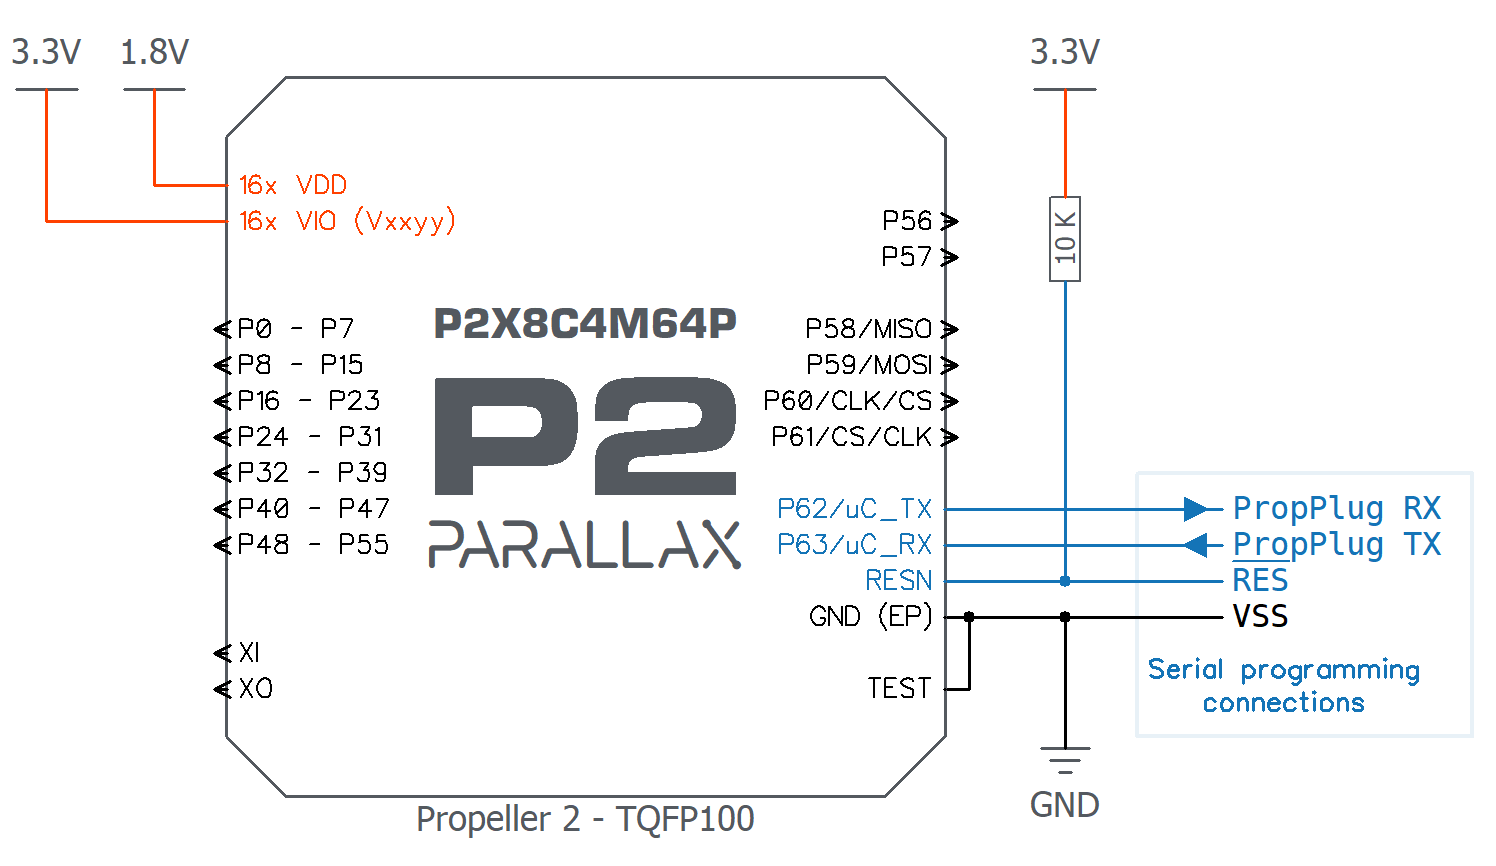 3.3V
1.8V
3.3V
16x VDD
16x VIO (Vxxyy)
P56
P57
10 K
P2X8C4M64P
P0 - P7
P8 - P15
P16 - P23
P24 - P31
P32 - P39
P40 - P47
P48 - P55
P2
PARALLAX
P58/MISO
P59/MOSI
P60/CLK/CS
P61/CS/CLK
P62/uC_TX
P63/uC_RX
RESN
GND (EP)
TEST
XI
XO
PropPlug RX
PropPlug TX
RES
VSS
Serial programming
connections
GND
Propeller 2 - TQFP100